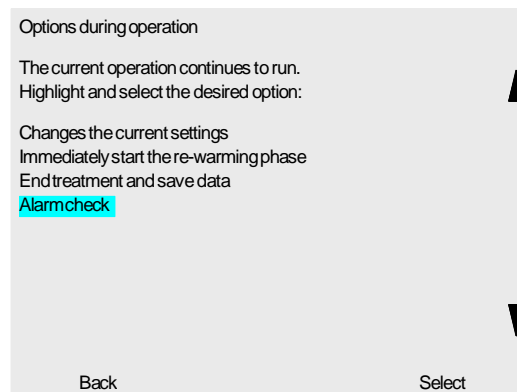 Options during operation
The current operation continues to run.
Highlight and select the desired option:
Changes the current settings
Immediately start the re-warming phase
End treatment and save data
Alarm check
Back Select